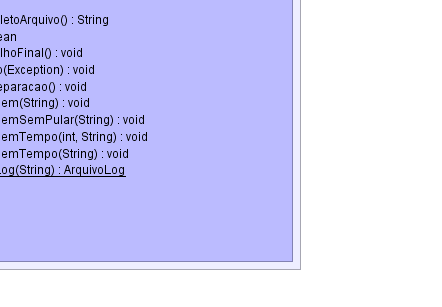 letoArquivo() : String
ean
lhoFinal() : void
o(Exception) : void
eparacao() : void
em(String) : void
emSemPular(String) : void
emTempo(int, String) : void
emTempo(String) : void
og(String) : ArquivoLog